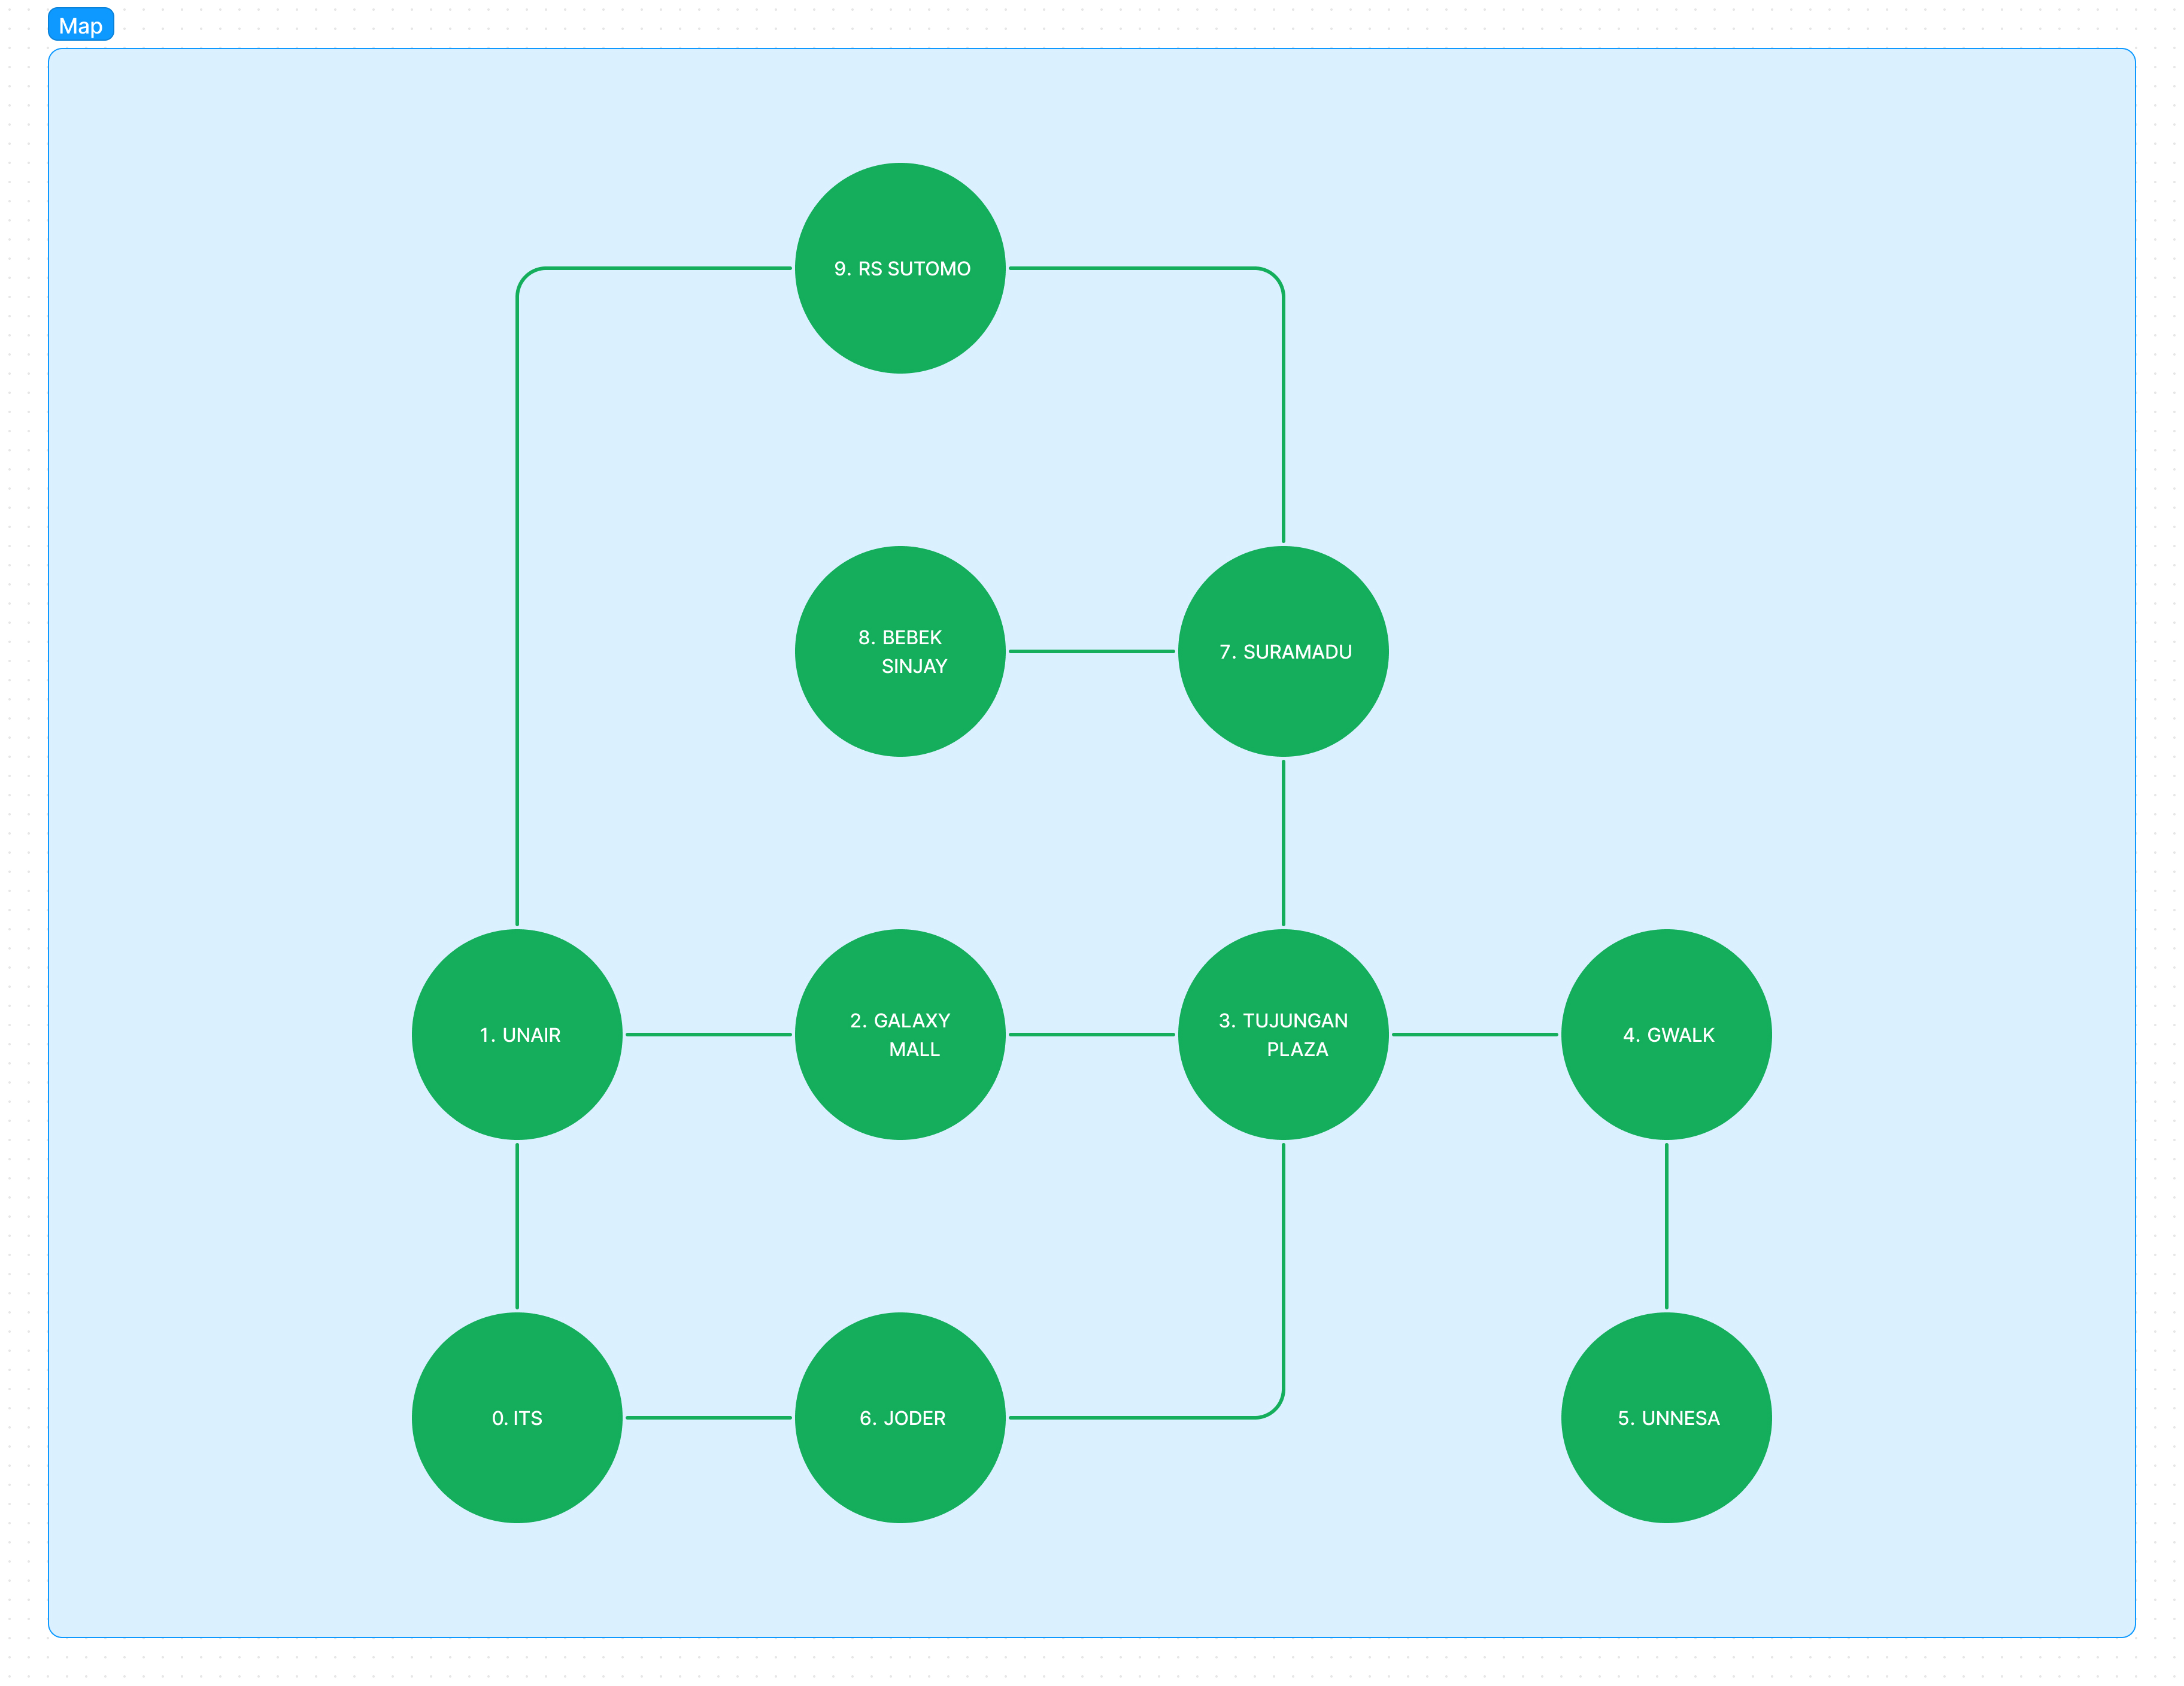 Map
9. RS SUTOMO
8. BEBEK
SINJAY
7. SURAMADU
1. UNAIR
2. GALAXY
MALL
3. TUJUNGAN
PLAZA
4. GWALK
0. ITS
6. JODER
5. UNNESA